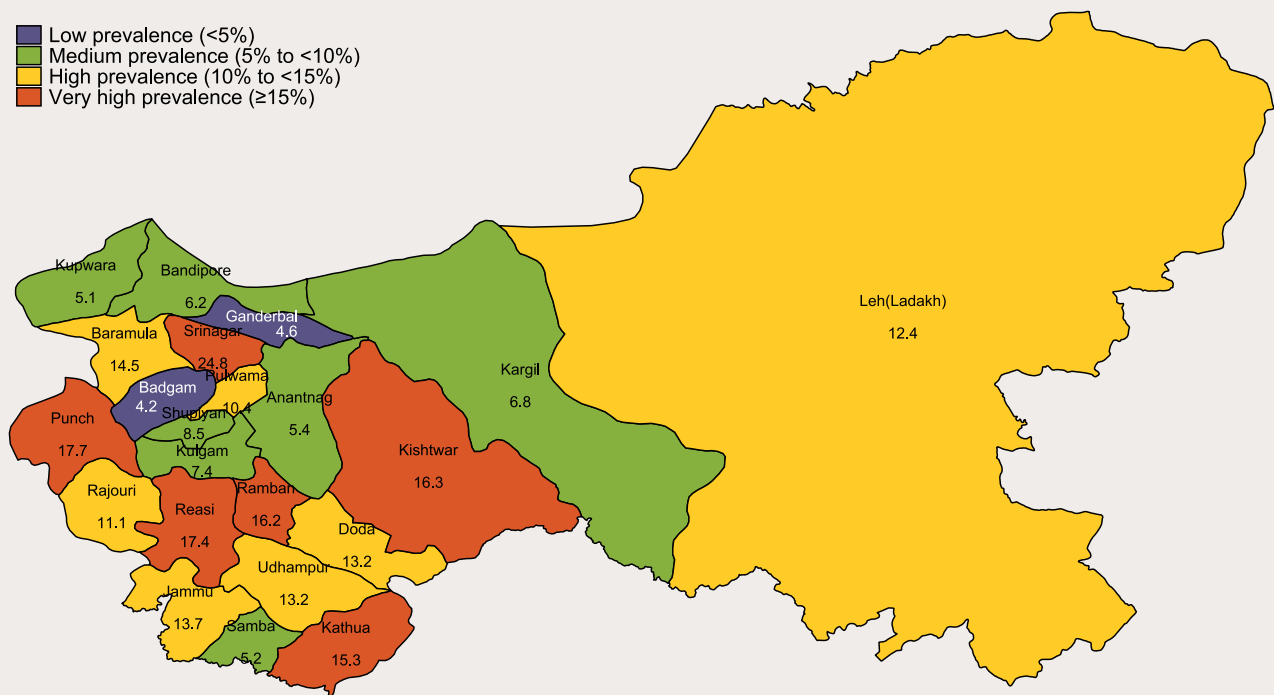 Low prevalence (<5%)
Medium prevalence (5% to <10%)
High prevalence (10% to <15%)
Very high prevalence (≥15%)
Kupwara
5.1
Bandipore
6.2
Ganderbal
4.6
Baramula
14.5
Srinagar
24.8
Pulwama
10.4
Badgam
4.2
Shupiyan
8.5
Anantnag
5.4
Kulgam
7.4
Punch
17.7
Kishtwar
16.3
Kargil
6.8
Leh(Ladakh)
12.4
Rajouri
11.1
Reasi
17.4
Ramban
16.2
Doda
13.2
Udhampur
13.2
Jammu
13.7
Samba
5.2
Kathua
15.3